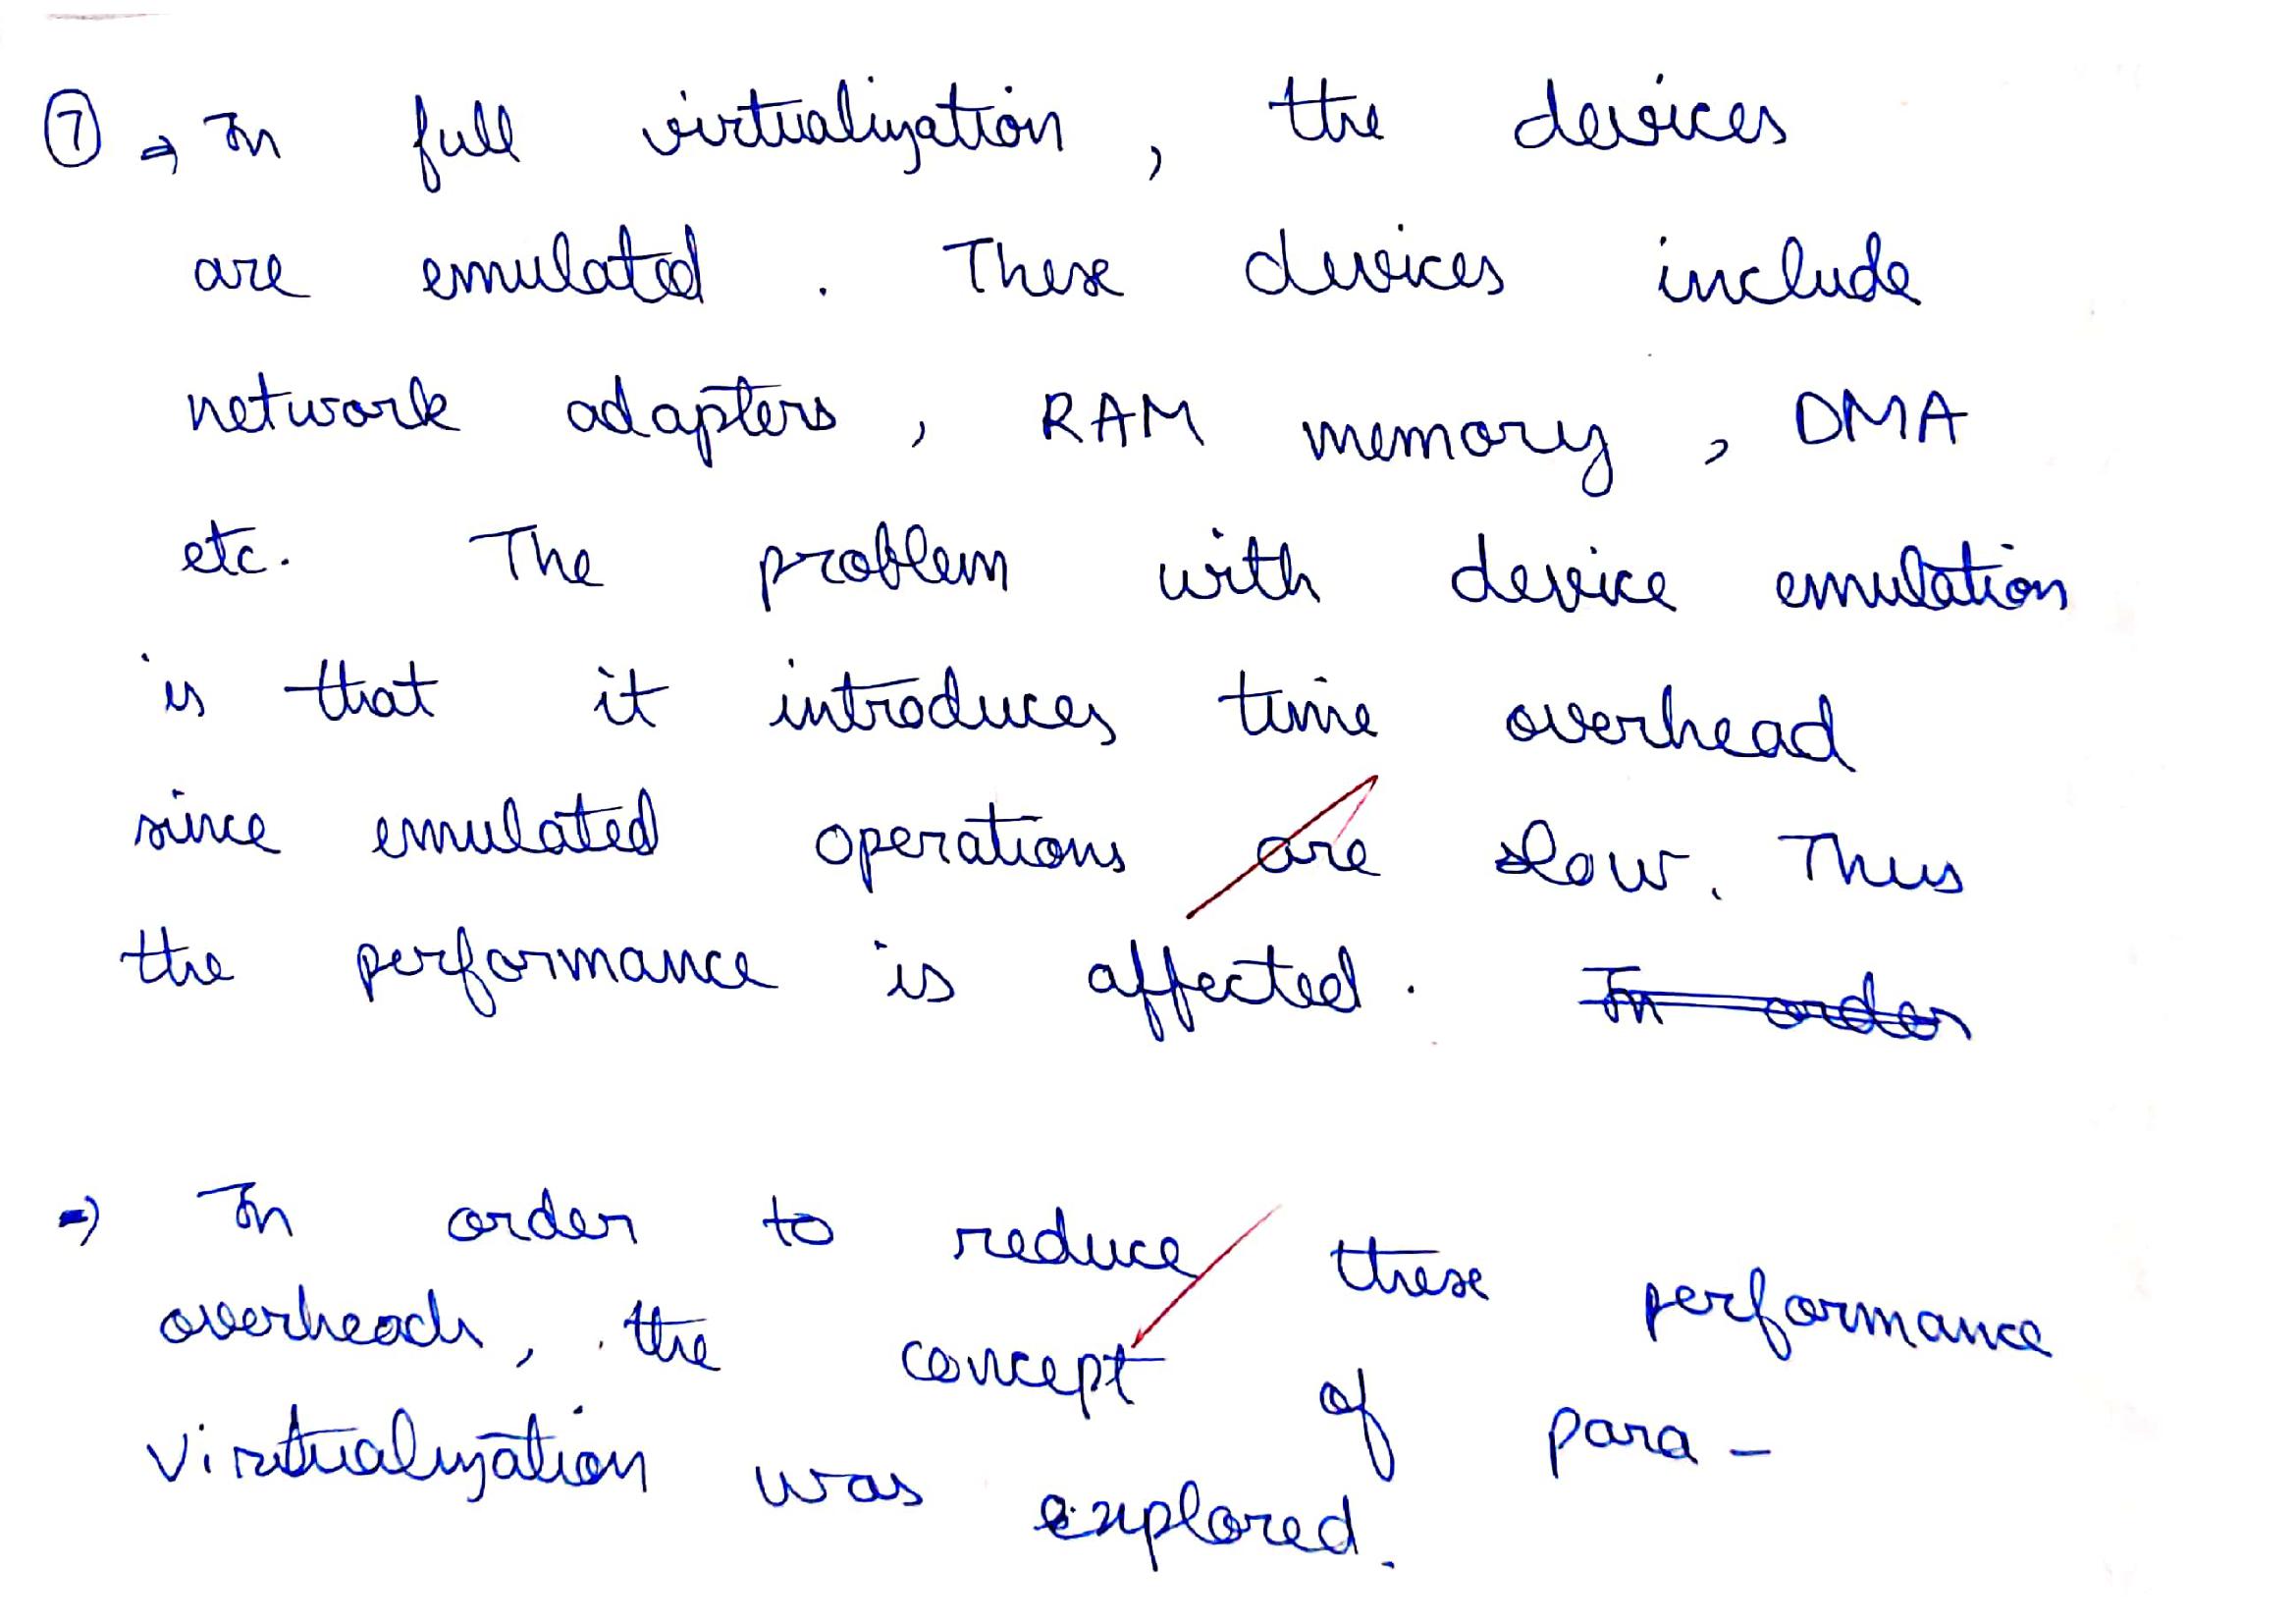 ⑦ ⇒ In full virtualization, the devices
are emulated. These devices include
network adapters, RAM memory, DMA
etc. The problem with device emulation
is that it introduces time overhead
since emulated operations are slow. Thus
the performance is affected. In order
⇒ In order to reduce these performance
overheads, the concept of para-
virtualization was explored.